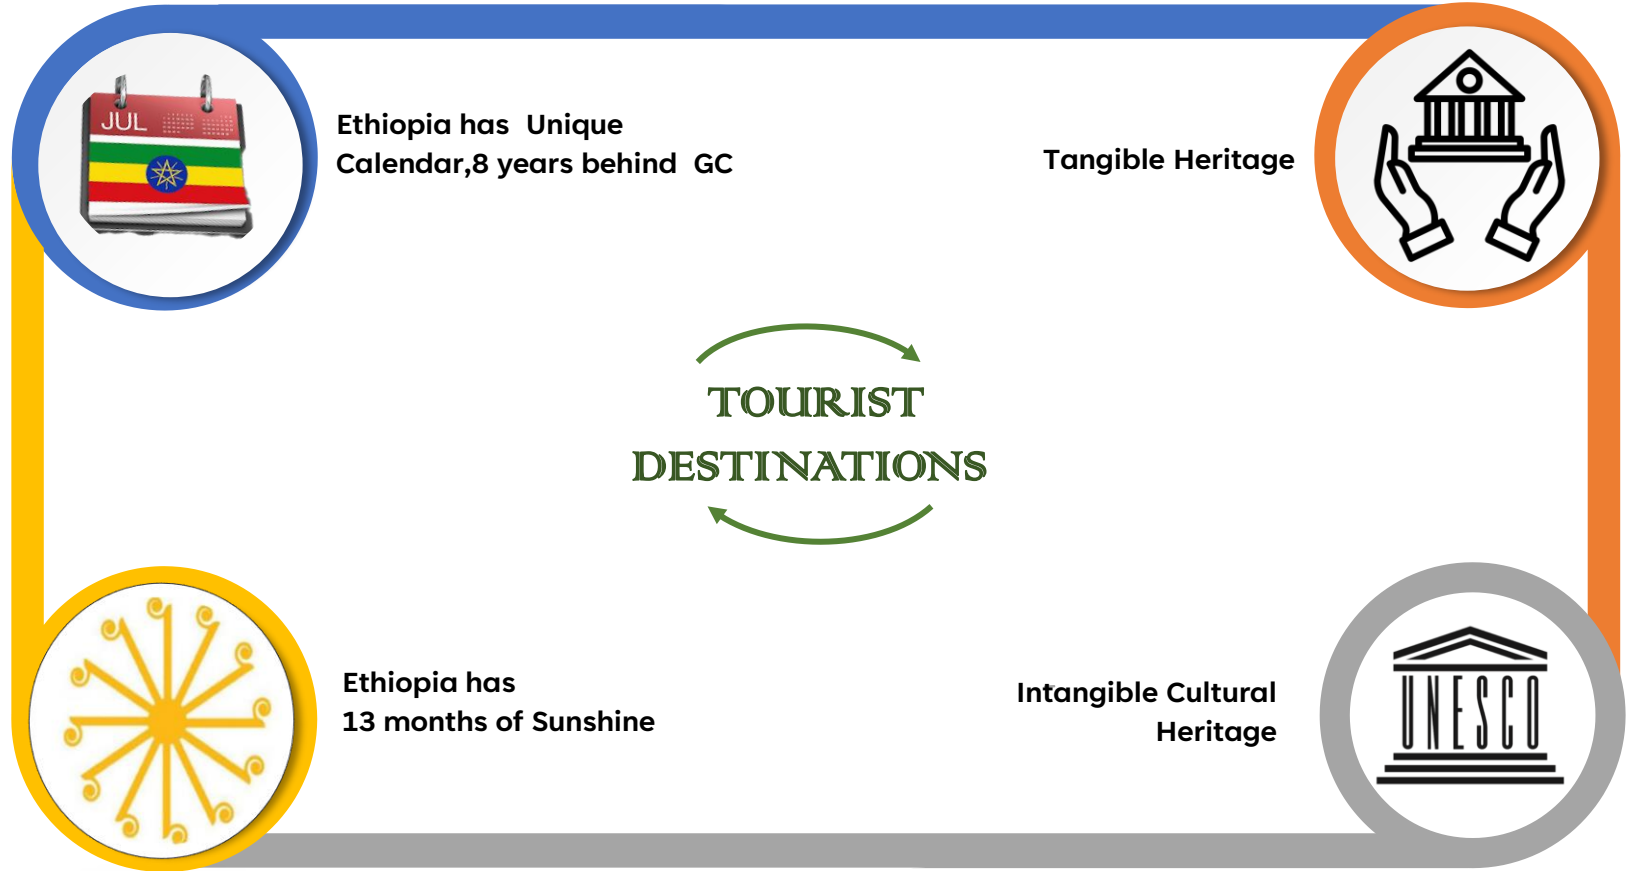 JUL
Ethiopia has  Unique
Calendar,8 years behind  GC
Tangible Heritage
TOURIST
DESTINATIONS
Ethiopia has
13 months of Sunshine
Intangible Cultural
Heritage
UNESCO